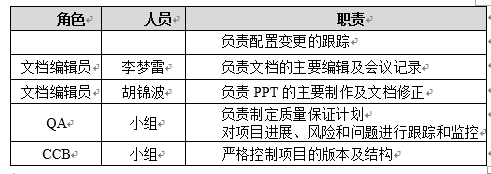 角色 人员 职责
负责配置变更的跟踪
文档编辑员 李梦雷 负责文档的主要编辑及会议记录
文档编辑员 胡锦波 负责 PPT 的主要制作及文档修正
负责制定质量保证计划
QA 小组
对项目进展、风险和问题进行跟踪和监控
CCB 小组 严格控制项目的版本及结构